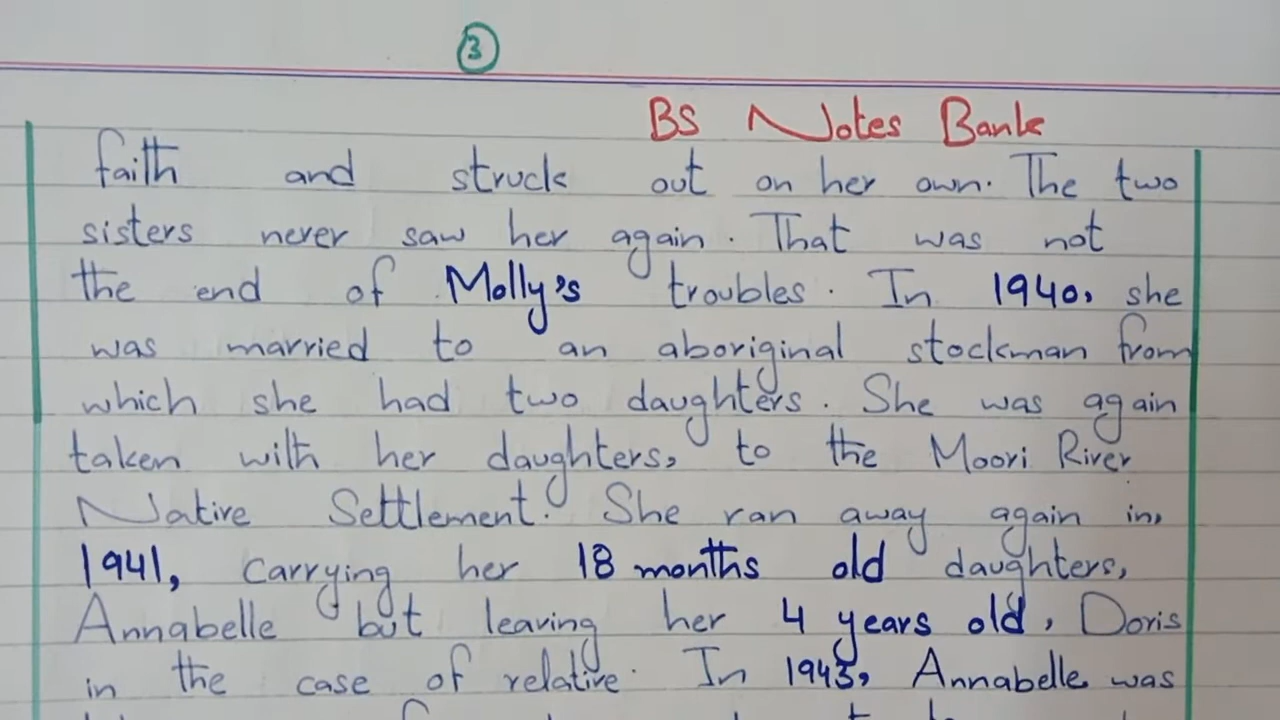 3
BS Notes Bank
faith and struck out on her own. The two
sisters never saw her again. That was not
the end of Molly's troubles. In 1940, she
was married to an aboriginal stockman from
which she had two daughters. She was again
taken with her daughters, to the Moori River
Native Settlement. She ran away again in,
1941, carrying her 18 months old daughters,
Annabelle but leaving her 4 years old, Doris
in the case of relative. In 1943, Annabelle was